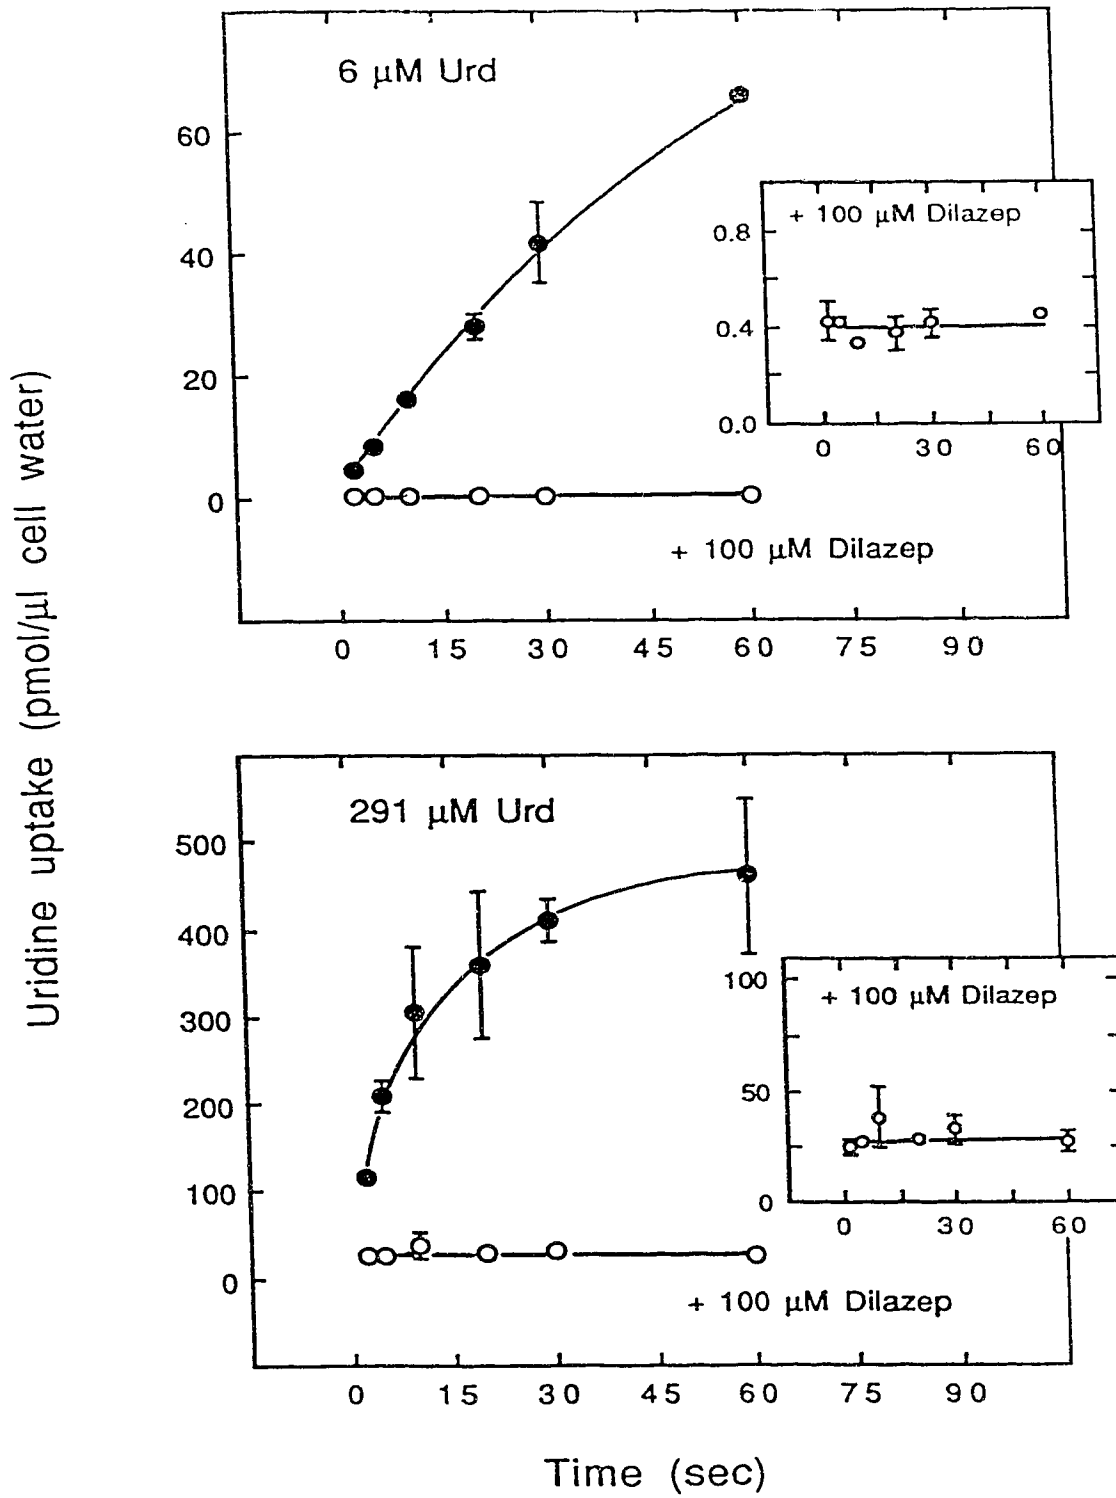 Uridine uptake (pmol/μl cell water)
6 μM Urd
60
40
20
0
+ 100 μM Dilazep
0 15 30 45 60 75 90
+ 100 μM Dilazep
0.8
0.4
0.0
0 30 60
291 μM Urd
500
400
300
200
100
0
+ 100 μM Dilazep
0 15 30 45 60 75 90
+ 100 μM Dilazep
100
50
0
0 30 60
Time (sec)